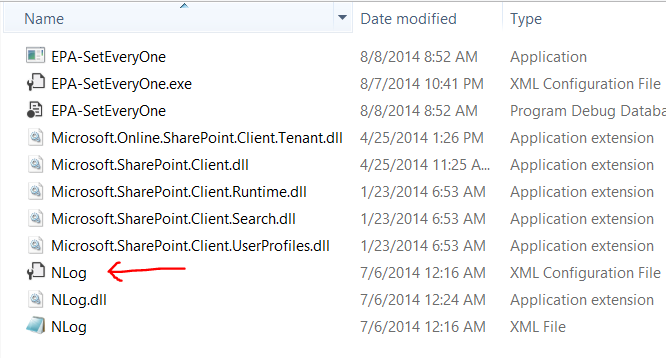 Name Date modified Type
EPA-SetEveryOne 8/8/2014 8:52 AM Application
EPA-SetEveryOne.exe 8/7/2014 10:41 PM XML Configuration File
EPA-SetEveryOne 8/8/2014 8:52 AM Program Debug Databa
Microsoft.Online.SharePoint.Client.Tenant.dll 4/25/2014 1:26 PM Application extension
Microsoft.SharePoint.Client.dll 4/25/2014 11:25 A... Application extension
Microsoft.SharePoint.Client.Runtime.dll 1/23/2014 6:53 AM Application extension
Microsoft.SharePoint.Client.Search.dll 1/23/2014 6:53 AM Application extension
Microsoft.SharePoint.Client.UserProfiles.dll 1/23/2014 6:53 AM Application extension
NLog 7/6/2014 12:16 AM XML Configuration File
NLog.dll 7/6/2014 12:24 AM Application extension
NLog 7/6/2014 12:16 AM XML File